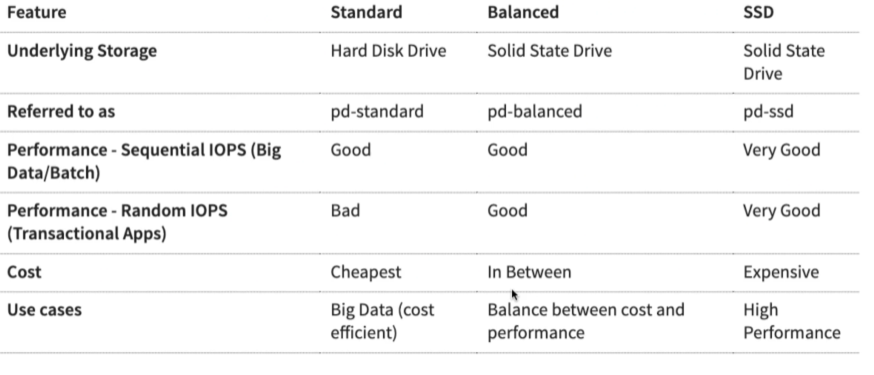 Feature Standard Balanced SSD
Underlying Storage Hard Disk Drive Solid State Drive Solid State
Drive
Referred to as pd-standard pd-balanced pd-ssd
Performance - Sequential IOPS (Big Good Good Very Good
Data/Batch)
Performance - Random IOPS Bad Good Very Good
(Transactional Apps)
Cost Cheapest In Between Expensive
Use cases Big Data (cost Balance between cost and High
efficient) performance Performance